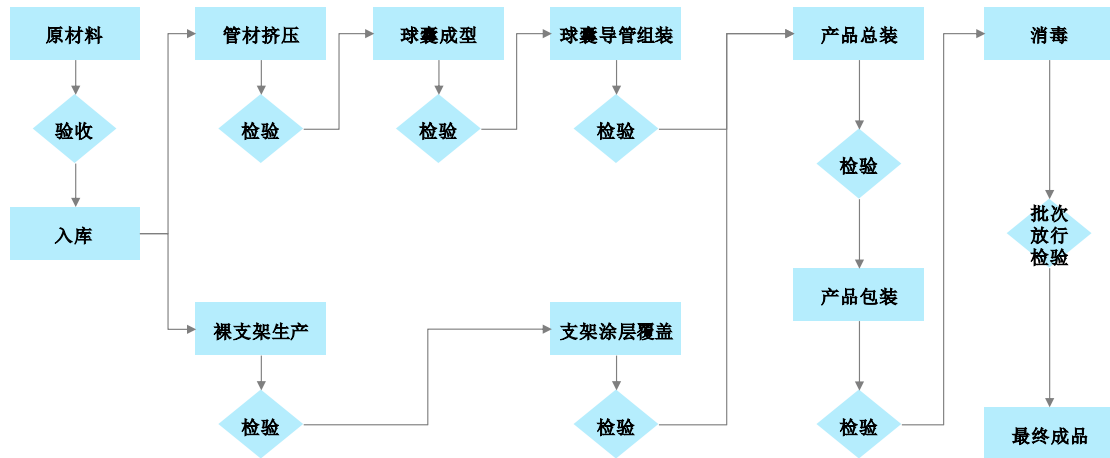 原材料
管材挤压
球囊成型
球囊导管组装
产品总装
消毒
验收
检验
检验
检验
检验
入库
批次
放行
检验
产品包装
裸支架生产
支架涂层覆盖
检验
检验
检验
最终成品